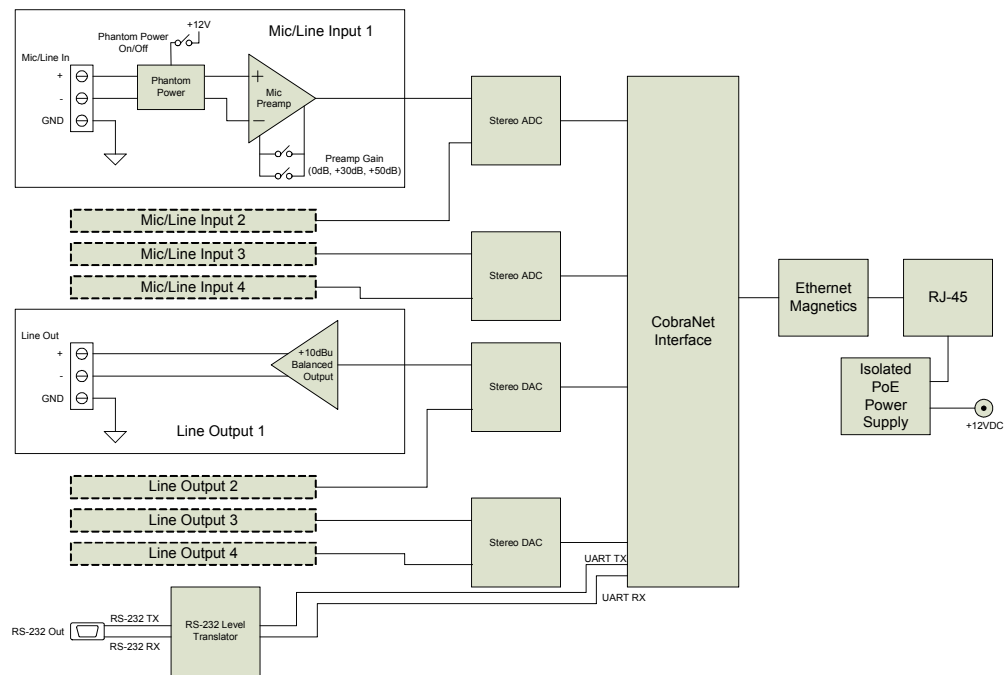 Mic/Line Input 1
+12V
Phantom Power
On/Off
Mic/Line In
+
-
GND
Phantom
Power
+
Mic
Preamp
−
Preamp Gain
(0dB, +30dB, +50dB)
Stereo ADC
Mic/Line Input 2
Mic/Line Input 3
Mic/Line Input 4
Stereo ADC
Line Out
+
-
GND
+10dBu
Balanced
Output
Line Output 1
Stereo DAC
Line Output 2
Line Output 3
Line Output 4
Stereo DAC
CobraNet
Interface
Ethernet
Magnetics
RJ-45
Isolated
PoE
Power
Supply
+12VDC
UART TX
UART RX
RS-232 Out
RS-232 TX
RS-232 RX
RS-232 Level
Translator